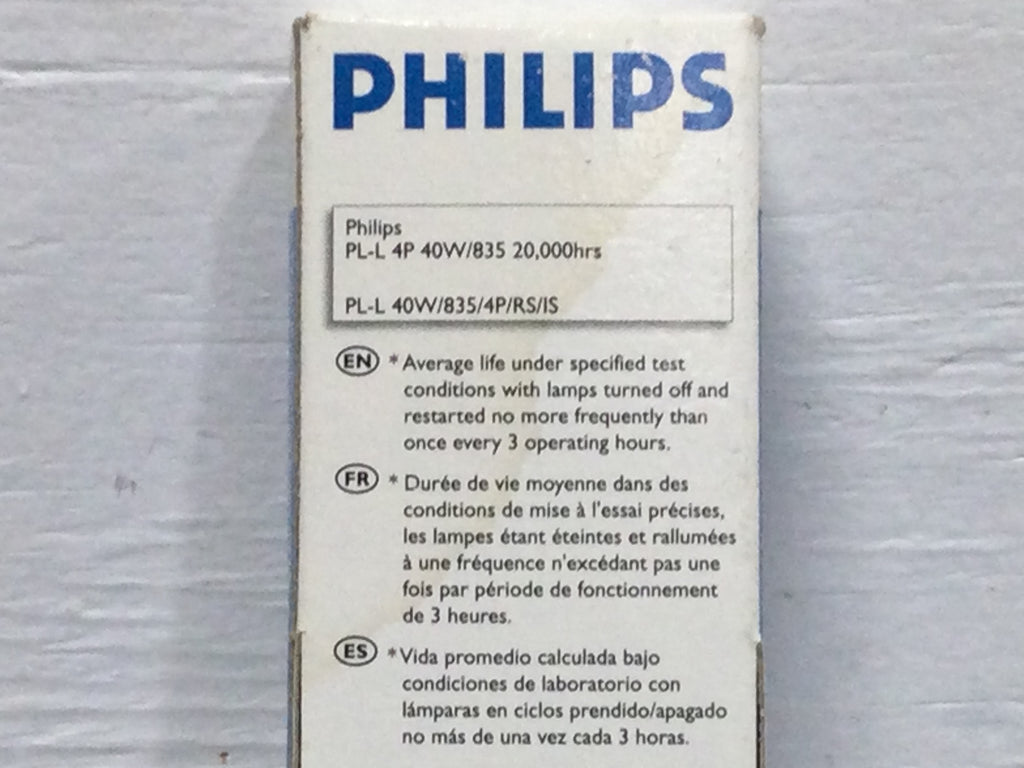 PHILIPS
Philips
PL-L 4P 40W/835 20,000hrs
PL-L 40W/835/4P/RS/IS
EN * Average life under specified test
conditions with lamps turned off and
restarted no more frequently than
once every 3 operating hours.
FR * Durée de vie moyenne dans des
conditions de mise à l'essai précises,
les lampes étant éteintes et rallumées
à une fréquence n'excédant pas une
fois par période de fonctionnement
de 3 heures.
ES * Vida promedio calculada bajo
condiciones de laboratorio con
lámparas en ciclos prendido/apagado
no más de una vez cada 3 horas.